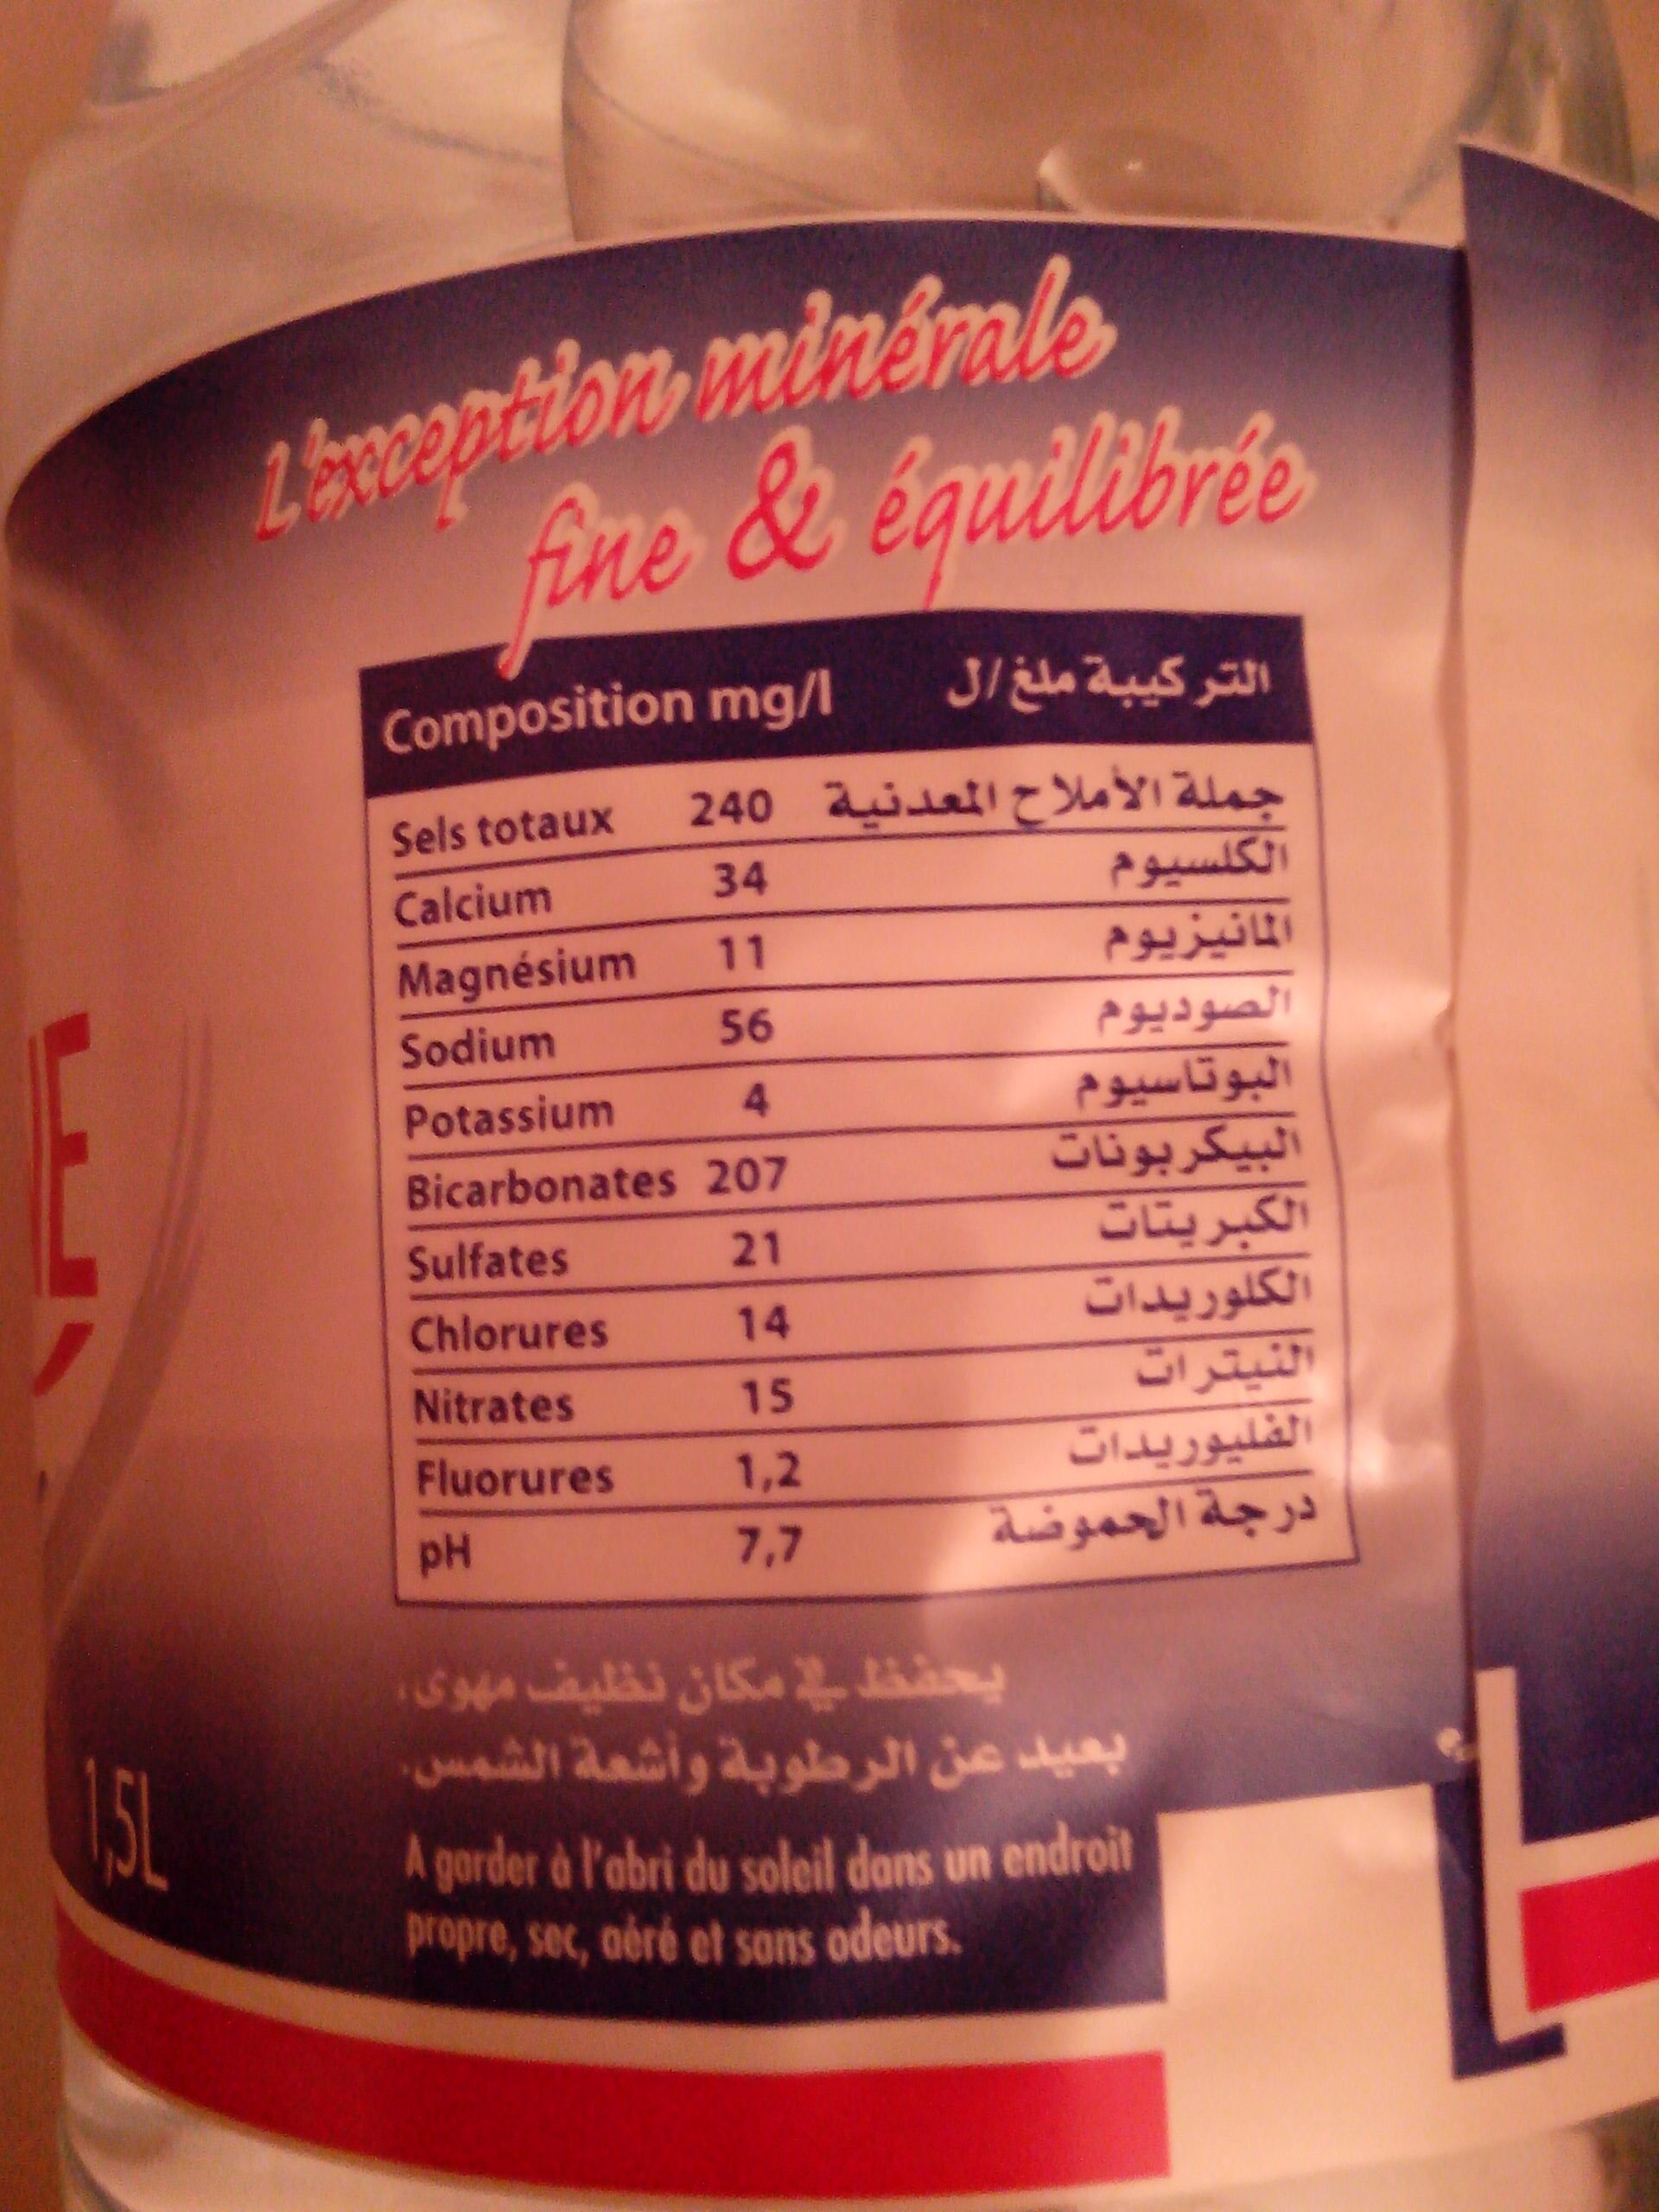 L'exception minérale
fine & équilibrée
Composition mg/l التركيبة ملغ/ل
Sels totaux 240 جملة الأملاح المعدنية
Calcium 34 الكلسيوم
Magnésium 11 المانيزيوم
Sodium 56 الصوديوم
Potassium 4 البوتاسيوم
Bicarbonates 207 البيكربونات
Sulfates 21 الكبريتات
Chlorures 14 الكلوريدات
Nitrates 15 النيترات
Fluorures 1,2 الفليوريدات
pH 7,7 درجة الحموضة
يحفظ في مكان نظيف مهوى،
بعيد عن الرطوبة وأشعة الشمس.
A garder à l'abri du soleil dans un endroit
propre, sec, aéré et sans odeurs.
1,5L